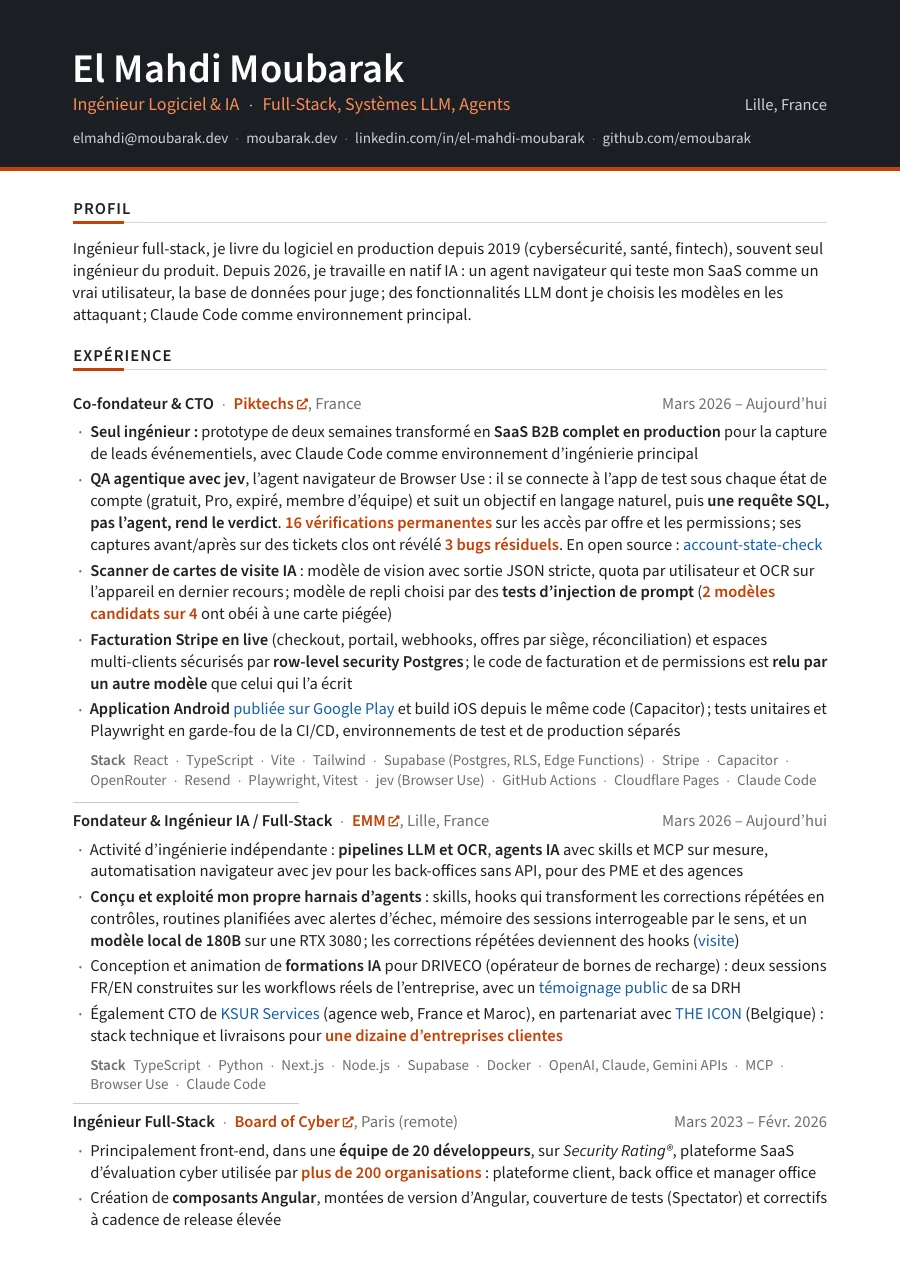 El Mahdi Moubarak
Ingénieur Logiciel & IA · Full-Stack, Systèmes LLM, Agents
Lille, France
elmahdi@moubarak.dev · moubarak.dev · linkedin.com/in/el-mahdi-moubarak · github.com/emoubarak
PROFIL
Ingénieur full-stack, je livre du logiciel en production depuis 2019 (cybersécurité, santé, fintech), souvent seul
ingénieur du produit. Depuis 2026, je travaille en natif IA : un agent navigateur qui teste mon SaaS comme un
vrai utilisateur, la base de données pour juge ; des fonctionnalités LLM dont je choisis les modèles en les
attaquant ; Claude Code comme environnement principal.
EXPÉRIENCE
Co-fondateur & CTO · Piktechs, France
Mars 2026 – Aujourd’hui
· Seul ingénieur : prototype de deux semaines transformé en SaaS B2B complet en production pour la capture
de leads événementiels, avec Claude Code comme environnement d’ingénierie principal
· QA agentique avec jev, l’agent navigateur de Browser Use : il se connecte à l’app de test sous chaque état de
compte (gratuit, Pro, expiré, membre d’équipe) et suit un objectif en langage naturel, puis une requête SQL,
pas l’agent, rend le verdict. 16 vérifications permanentes sur les accès par offre et les permissions ; ses
captures avant/après sur des tickets clos ont révélé 3 bugs résiduels. En open source : account-state-check
· Scanner de cartes de visite IA : modèle de vision avec sortie JSON stricte, quota par utilisateur et OCR sur
l’appareil en dernier recours ; modèle de repli choisi par des tests d’injection de prompt (2 modèles
candidats sur 4 ont obéi à une carte piégée)
· Facturation Stripe en live (checkout, portail, webhooks, offres par siège, réconciliation) et espaces
multi-clients sécurisés par row-level security Postgres ; le code de facturation et de permissions est relu par
un autre modèle que celui qui l’a écrit
· Application Android publiée sur Google Play et build iOS depuis le même code (Capacitor) ; tests unitaires et
Playwright en garde-fou de la CI/CD, environnements de test et de production séparés
Stack React · TypeScript · Vite · Tailwind · Supabase (Postgres, RLS, Edge Functions) · Stripe · Capacitor ·
OpenRouter · Resend · Playwright, Vitest · jev (Browser Use) · GitHub Actions · Cloudflare Pages · Claude Code
Fondateur & Ingénieur IA / Full-Stack · EMM, Lille, France
Mars 2026 – Aujourd’hui
· Activité d’ingénierie indépendante : pipelines LLM et OCR, agents IA avec skills et MCP sur mesure,
automatisation navigateur avec jev pour les back-offices sans API, pour des PME et des agences
· Conçu et exploité mon propre harnais d’agents : skills, hooks qui transforment les corrections répétées en
contrôles, routines planifiées avec alertes d’échec, mémoire des sessions interrogeable par le sens, et un
modèle local de 180B sur une RTX 3080 ; les corrections répétées deviennent des hooks (visite)
· Conception et animation de formations IA pour DRIVECO (opérateur de bornes de recharge) : deux sessions
FR/EN construites sur les workflows réels de l’entreprise, avec un témoignage public de sa DRH
· Également CTO de KSUR Services (agence web, France et Maroc), en partenariat avec THE ICON (Belgique) :
stack technique et livraisons pour une dizaine d’entreprises clientes
Stack TypeScript · Python · Next.js · Node.js · Supabase · Docker · OpenAI, Claude, Gemini APIs · MCP ·
Browser Use · Claude Code
Ingénieur Full-Stack · Board of Cyber, Paris (remote)
Mars 2023 – Févr. 2026
· Principalement front-end, dans une équipe de 20 développeurs, sur Security Rating®, plateforme SaaS
d’évaluation cyber utilisée par plus de 200 organisations : plateforme client, back office et manager office
· Création de composants Angular, montées de version d’Angular, couverture de tests (Spectator) et correctifs
à cadence de release élevée